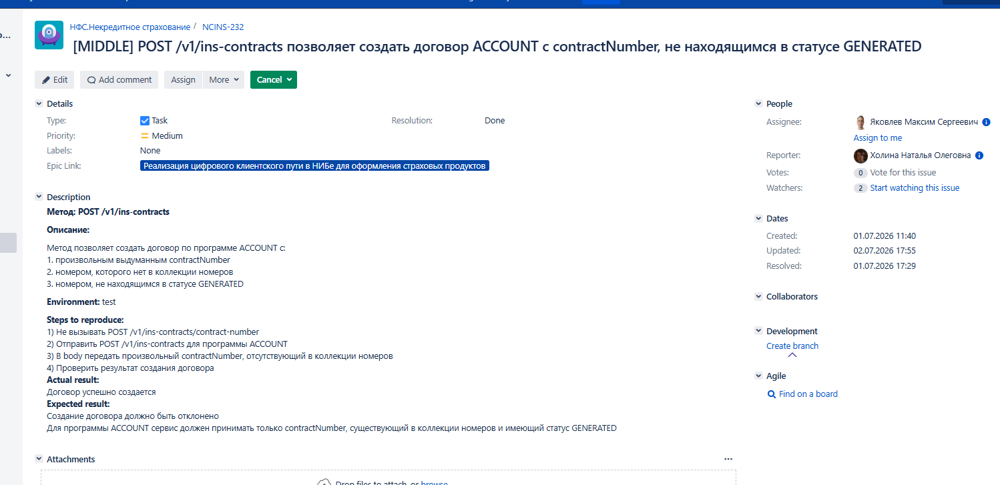 НФС.Некредитное страхование / NCINS-232
[MIDDLE] POST /v1/ins-contracts позволяет создать договор ACCOUNT с contractNumber, не находящимся в статусе GENERATED
Edit Add comment Assign More Cancel
Details
Type: Task Resolution: Done
Priority: Medium
Labels: None
Epic Link: Реализация цифрового клиентского пути в НИБе для оформления страховых продуктов
Description
Метод: POST /v1/ins-contracts
Описание:
Метод позволяет создать договор по программе ACCOUNT с:
1. произвольным выдуманным contractNumber
2. номером, которого нет в коллекции номеров
3. номером, не находящимся в статусе GENERATED
Environment: test
Steps to reproduce:
1) Не вызывать POST /v1/ins-contracts/contract-number
2) Отправить POST /v1/ins-contracts для программы ACCOUNT
3) В body передать произвольный contractNumber, отсутствующий в коллекции номеров
4) Проверить результат создания договора
Actual result:
Договор успешно создается
Expected result:
Создание договора должно быть отклонено
Для программы ACCOUNT сервис должен принимать только contractNumber, существующий в коллекции номеров и имеющий статус GENERATED
Attachments
Drop files to attach, or browse.
People
Assignee: Яковлев Максим Сергеевич
Assign to me
Reporter: Холина Наталья Олеговна
Votes: 0 Vote for this issue
Watchers: 2 Start watching this issue
Dates
Created: 01.07.2026 11:40
Updated: 02.07.2026 17:55
Resolved: 01.07.2026 17:29
Collaborators
Development
Create branch
Agile
Find on a board